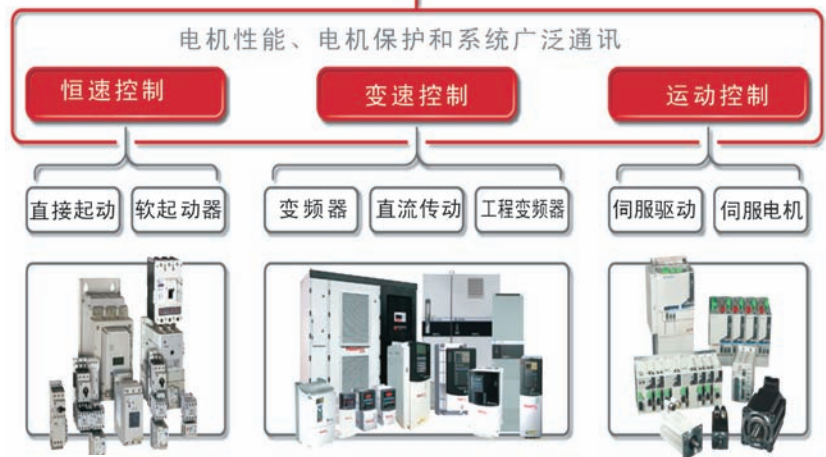 电机性能、电机保护和系统广泛通讯
恒速控制 变速控制 运动控制
直接起动 软起动器 变频器 直流传动 工程变频器 伺服驱动 伺服电机